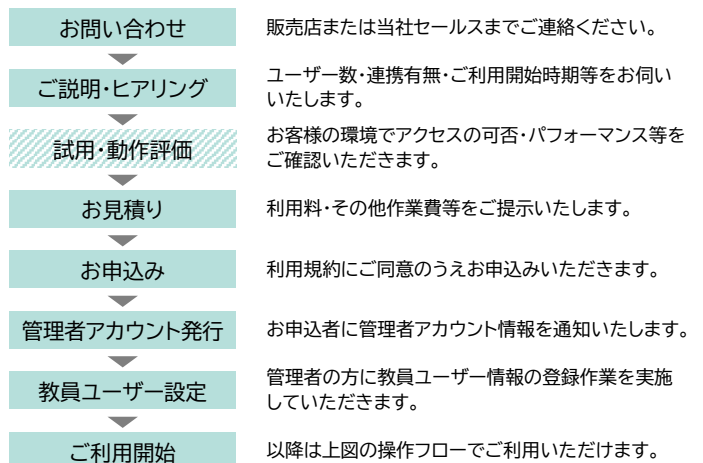 お問い合わせ
販売店または当社セールスまでご連絡ください。
ご説明・ヒアリング
ユーザー数・連携有無・ご利用開始時期等をお伺い
いたします。
試用・動作評価
お客様の環境でアクセスの可否・パフォーマンス等を
ご確認いただきます。
お見積り
利用料・その他作業費等をご提示いたします。
お申込み
利用規約にご同意のうえお申込みいただきます。
管理者アカウント発行
お申込者に管理者アカウント情報を通知いたします。
教員ユーザー設定
管理者の方に教員ユーザー情報の登録作業を実施
していただきます。
ご利用開始
以降は上図の操作フローでご利用いただけます。